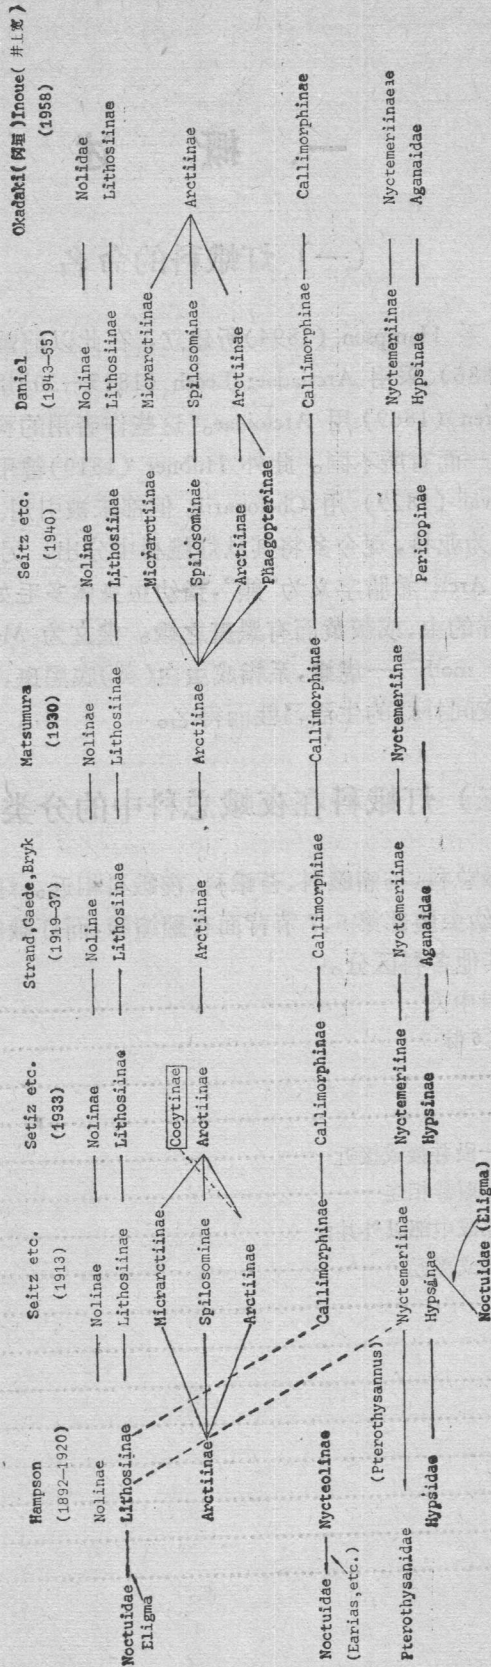 Hampson Seitz etc. Setiz etc. Strand,Gaede,Bryk Matsumura Seitz etc. Daniel Okadaki(岡垣)Inoue(井上宽)
(1892—1920) (1913) (1933) (1919-37) (1930) (1940) (1943-55) (1958)
Nolinae Nolinae Nolinae Nolinae Nolinae Nolinae Nolinae Nolidae
Noctuidae Lithosiinae Lithosiinae Lithosiinae Lithosiinae Lithosiinae Lithosiinae Lithosiinae Lithosiinae
Eligma
Micrarctiinae Cocytinae Micrarctiinae Micrarctiinae
Arctiinae Spilosominae Arctiinae Arctiinae Arctiinae Spilosominae Spilosominae Arctiinae
Arctiinae Arctiinae Arctiinae
Phaegopterinae
Noctuidae Nycteolinae Callimorphinae Callimorphinae Callimorphinae Callimorphinae Callimorphinae Callimorphinae Callimorphinae
(Earias,etc.)
(Pterothysannus)
Pterothysanidae Nyctemeriinae Nyctemeriinae Nyctemeriinae Nyctemeriinae Nyctemeriinae Nyctemeriinaeie
Hypsidae Hypsinae Hypsinae Aganaidae Pericopinae Hypsinae Aganaidae
Noctuidae (Eligma)